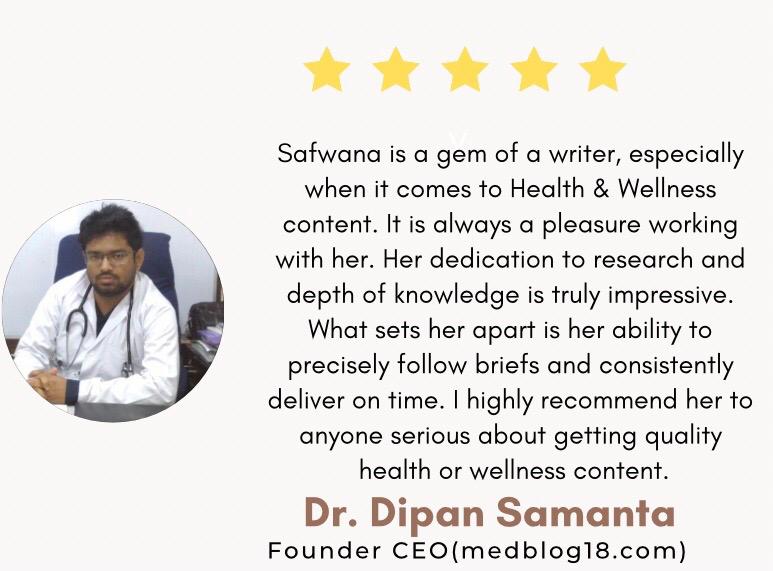 Safwana is a gem of a writer, especially
when it comes to Health & Wellness
content. It is always a pleasure working
with her. Her dedication to research and
depth of knowledge is truly impressive.
What sets her apart is her ability to
precisely follow briefs and consistently
deliver on time. I highly recommend her to
anyone serious about getting quality
health or wellness content.
Dr. Dipan Samanta
Founder CEO(medblog18.com)